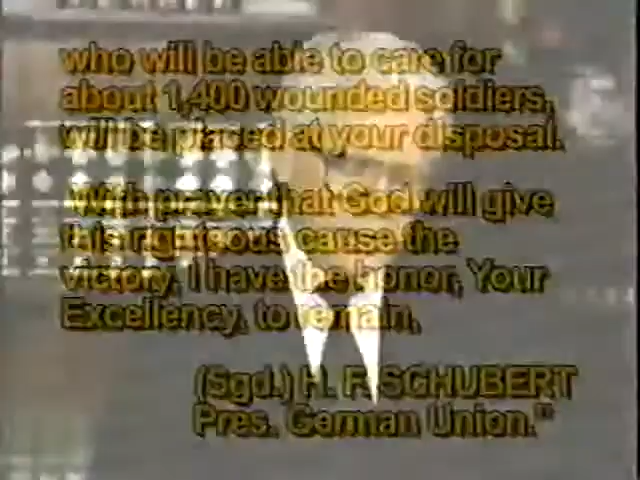 who will be able to care for
about 1,400 wounded soldiers,
will be placed at your disposal.
With prayer that God will give
this righteous cause the
victory, I have the honor, Your
Excellency, to remain,
(Sgd.) H. F. SCHUBERT
Pres. German Union."